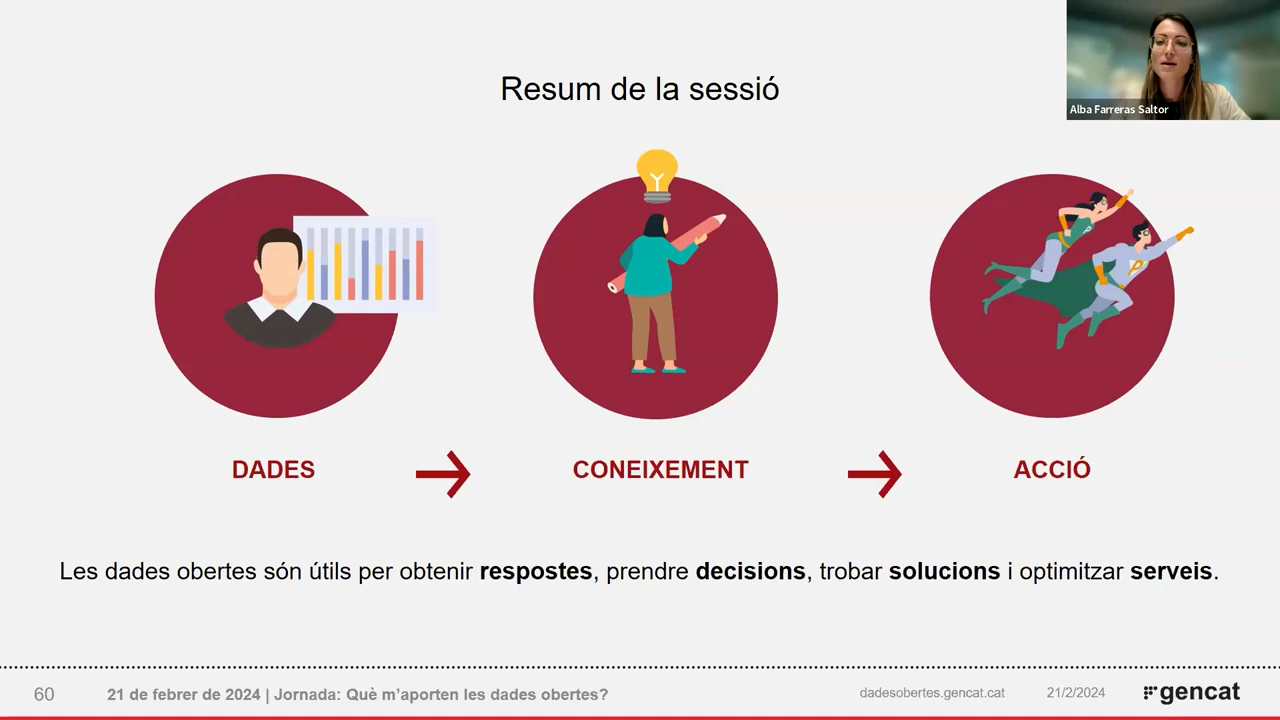 Resum de la sessió
Alba Farreras Saltor
DADES
CONEIXEMENT
ACCIÓ
Les dades obertes són útils per obtenir respostes, prendre decisions, trobar solucions i optimitzar serveis.
60
21 de febrer de 2024 | Jornada: Què m’aporten les dades obertes?
dadesobertes.gencat.cat
21/2/2024
gencat